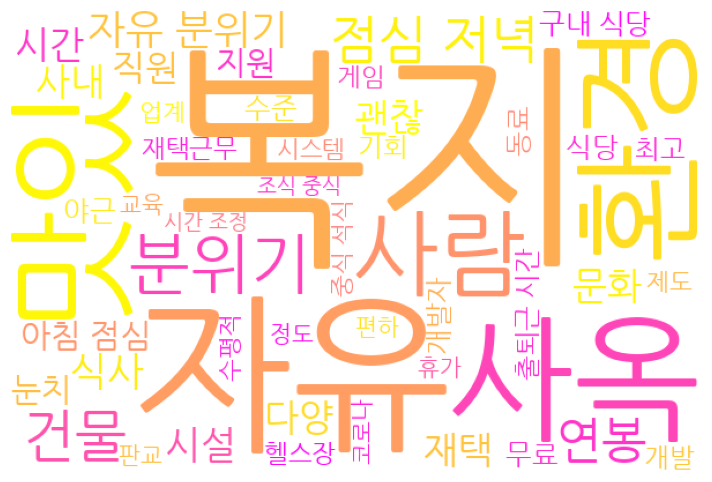 시간
자유 분위기
점심 저녁
구내 식당
사내
직원
지원
게임
복지
환경
맛있
업계
수준
괜찮
동료
재택근무
시스템
기회
식당
최고
야근
교육
조식 중식
시간 조정
분위기
중식 석식
사람
시간
문화
제도
아침 점심
자유
수평적
정도
편하
개발자
출퇴근
사옥
눈치
식사
휴가
건물
판교
시설
다양
헬스장
코로나
재택
무료
연봉
개발